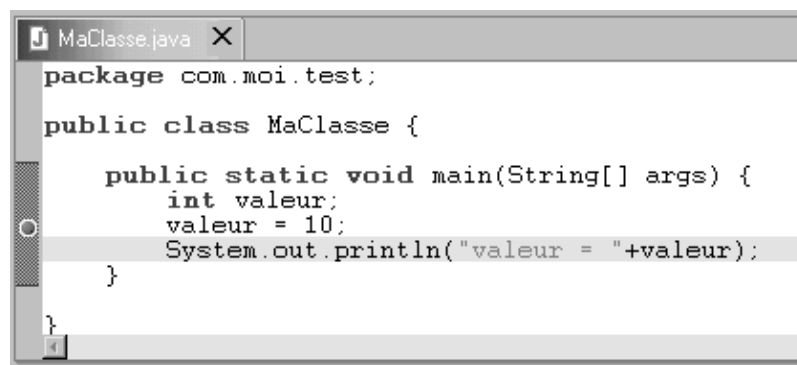 MaClasse.java
package com.moi.test;
public class MaClasse {
public static void main(String[] args) {
int valeur;
valeur = 10;
System.out.println("valeur = "+valeur);
}
}